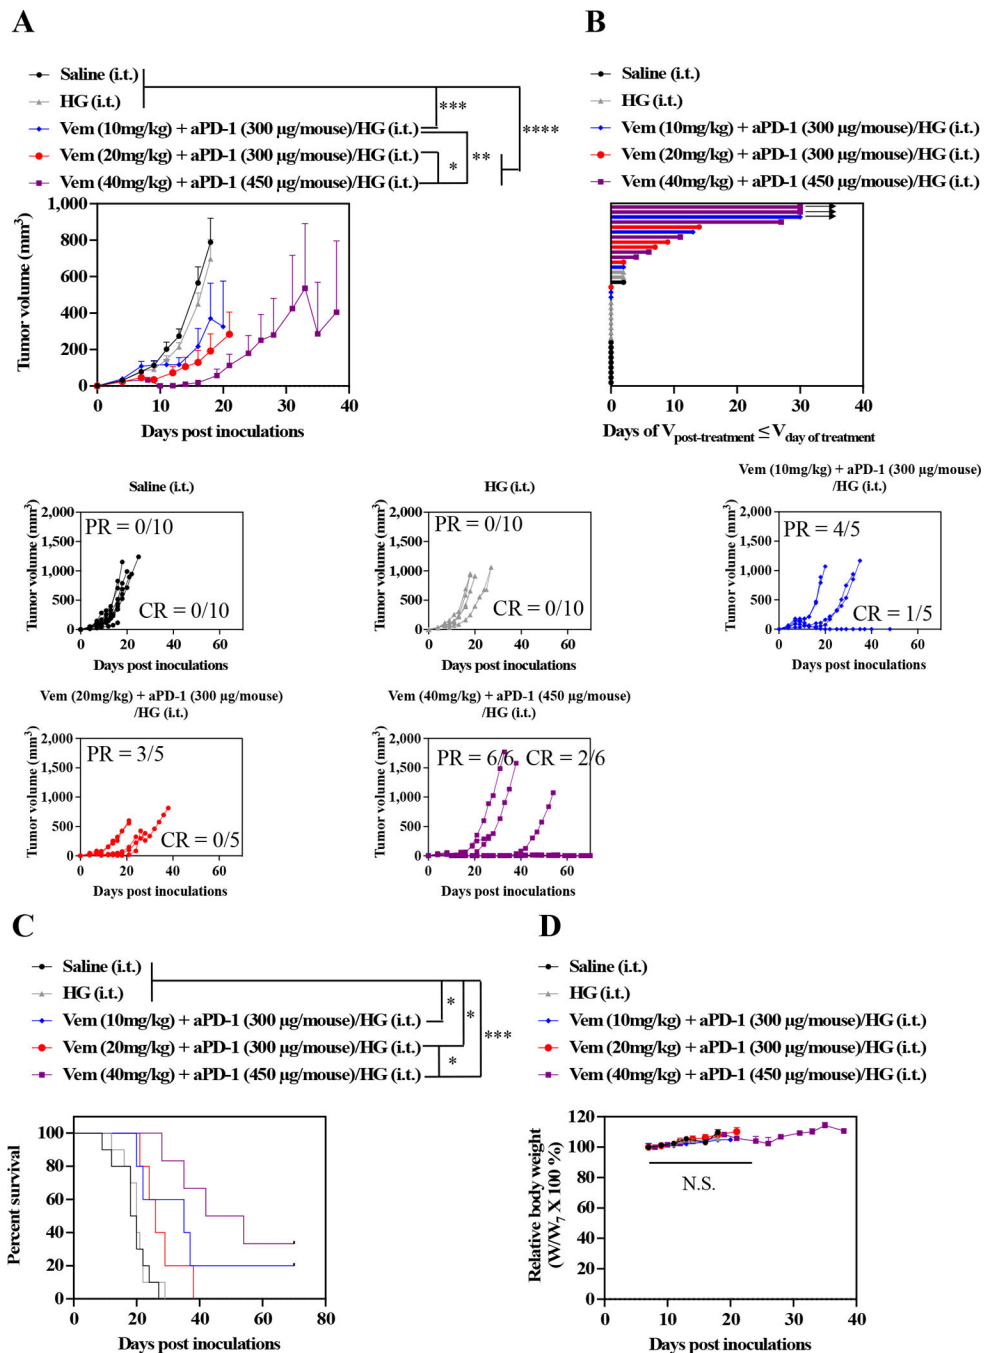 A
Saline (i.t.)
HG (i.t.)
Vem (10mg/kg) + aPD-1 (300 μg/mouse)/HG (i.t.)
Vem (20mg/kg) + aPD-1 (300 μg/mouse)/HG (i.t.)
Vem (40mg/kg) + aPD-1 (450 μg/mouse)/HG (i.t.)
***
****
**
*
1,000
800
600
400
200
0
Tumor volume (mm³)
0 10 20 30 40
Days post inoculations
B
Saline (i.t.)
HG (i.t.)
Vem (10mg/kg) + aPD-1 (300 μg/mouse)/HG (i.t.)
Vem (20mg/kg) + aPD-1 (300 μg/mouse)/HG (i.t.)
Vem (40mg/kg) + aPD-1 (450 μg/mouse)/HG (i.t.)
0 10 20 30 40
Days of V post-treatment ≤ V day of treatment
Saline (i.t.)
2,000
1,500
1,000
500
0
Tumor volume (mm³)
PR = 0/10
CR = 0/10
0 20 40 60
Days post inoculations
HG (i.t.)
2,000
1,500
1,000
500
0
Tumor volume (mm³)
PR = 0/10
CR = 0/10
0 20 40 60
Days post inoculations
Vem (10mg/kg) + aPD-1 (300 μg/mouse)
/HG (i.t.)
2,000
1,500
1,000
500
0
Tumor volume (mm³)
PR = 4/5
CR = 1/5
0 20 40 60
Days post inoculations
Vem (20mg/kg) + aPD-1 (300 μg/mouse)
/HG (i.t.)
2,000
1,500
1,000
500
0
Tumor volume (mm³)
PR = 3/5
CR = 0/5
0 20 40 60
Days post inoculations
Vem (40mg/kg) + aPD-1 (450 μg/mouse)
/HG (i.t.)
2,000
1,500
1,000
500
0
Tumor volume (mm³)
PR = 6/6 CR = 2/6
0 20 40 60
Days post inoculations
C
Saline (i.t.)
HG (i.t.)
Vem (10mg/kg) + aPD-1 (300 μg/mouse)/HG (i.t.)
Vem (20mg/kg) + aPD-1 (300 μg/mouse)/HG (i.t.)
Vem (40mg/kg) + aPD-1 (450 μg/mouse)/HG (i.t.)
*
*
***
*
100
80
60
40
20
0
Percent survival
0 20 40 60 80
Days post inoculations
D
Saline (i.t.)
HG (i.t.)
Vem (10mg/kg) + aPD-1 (300 μg/mouse)/HG (i.t.)
Vem (20mg/kg) + aPD-1 (300 μg/mouse)/HG (i.t.)
Vem (40mg/kg) + aPD-1 (450 μg/mouse)/HG (i.t.)
120
100
80
60
40
20
0
Relative body weight
(W/W₇ X 100 %)
N.S.
0 10 20 30 40
Days post inoculations